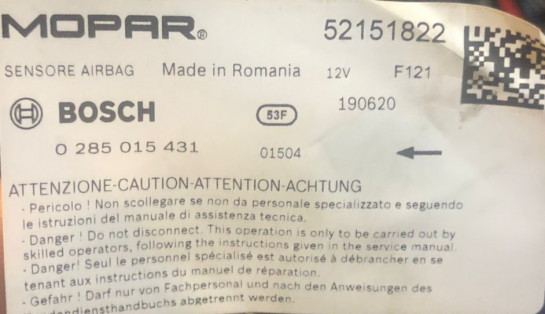 MOPAR® 52151822
SENSORE AIRBAG Made in Romania 12V F121
BOSCH 53F 190620
0 285 015 431 01504
ATTENZIONE-CAUTION-ATTENTION-ACHTUNG
- Pericolo ! Non scollegare se non da personale specializzato e seguendo
le istruzioni del manuale di assistenza tecnica.
- Danger ! Do not disconnect. This operation is only to be carried out by
skilled operators, following the instructions given in the service manual.
- Danger! Seul le personnel spécialisé est autorisé à débrancher en se
tenant aux instructions du manuel de réparation.
- Gefahr ! Darf nur von Fachpersonal und nach den Anweisungen des
abgetrennt werden.